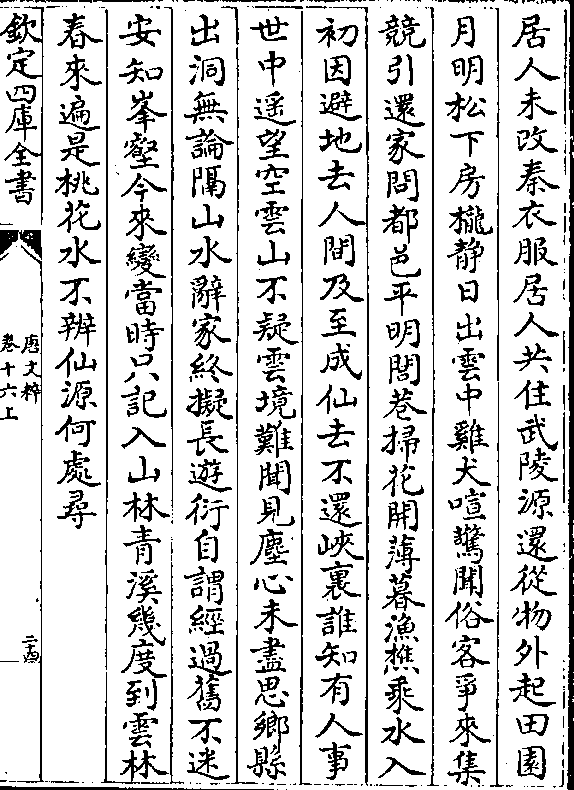 居人未改秦衣服居人共住武陵源還從物外起田園
月明松下房櫳靜日出雲中雞犬喧驚聞俗客爭來集
競引還家問都邑平明閭巷掃花開薄暮漁樵乘水入
初因避地去人間及至成仙去不還峽裏誰知有人事
世中遥望空雲山不疑雲境難聞見塵心未盡思鄉縣
出洞無論隔山水辭家終擬長遊衍自謂經過舊不迷
安知峯壑今來變當時只記入山林青溪幾度到雲林
春來遍是桃花水不辨仙源何處尋
欽定四庫全書
唐文粹
卷十六上
二十四